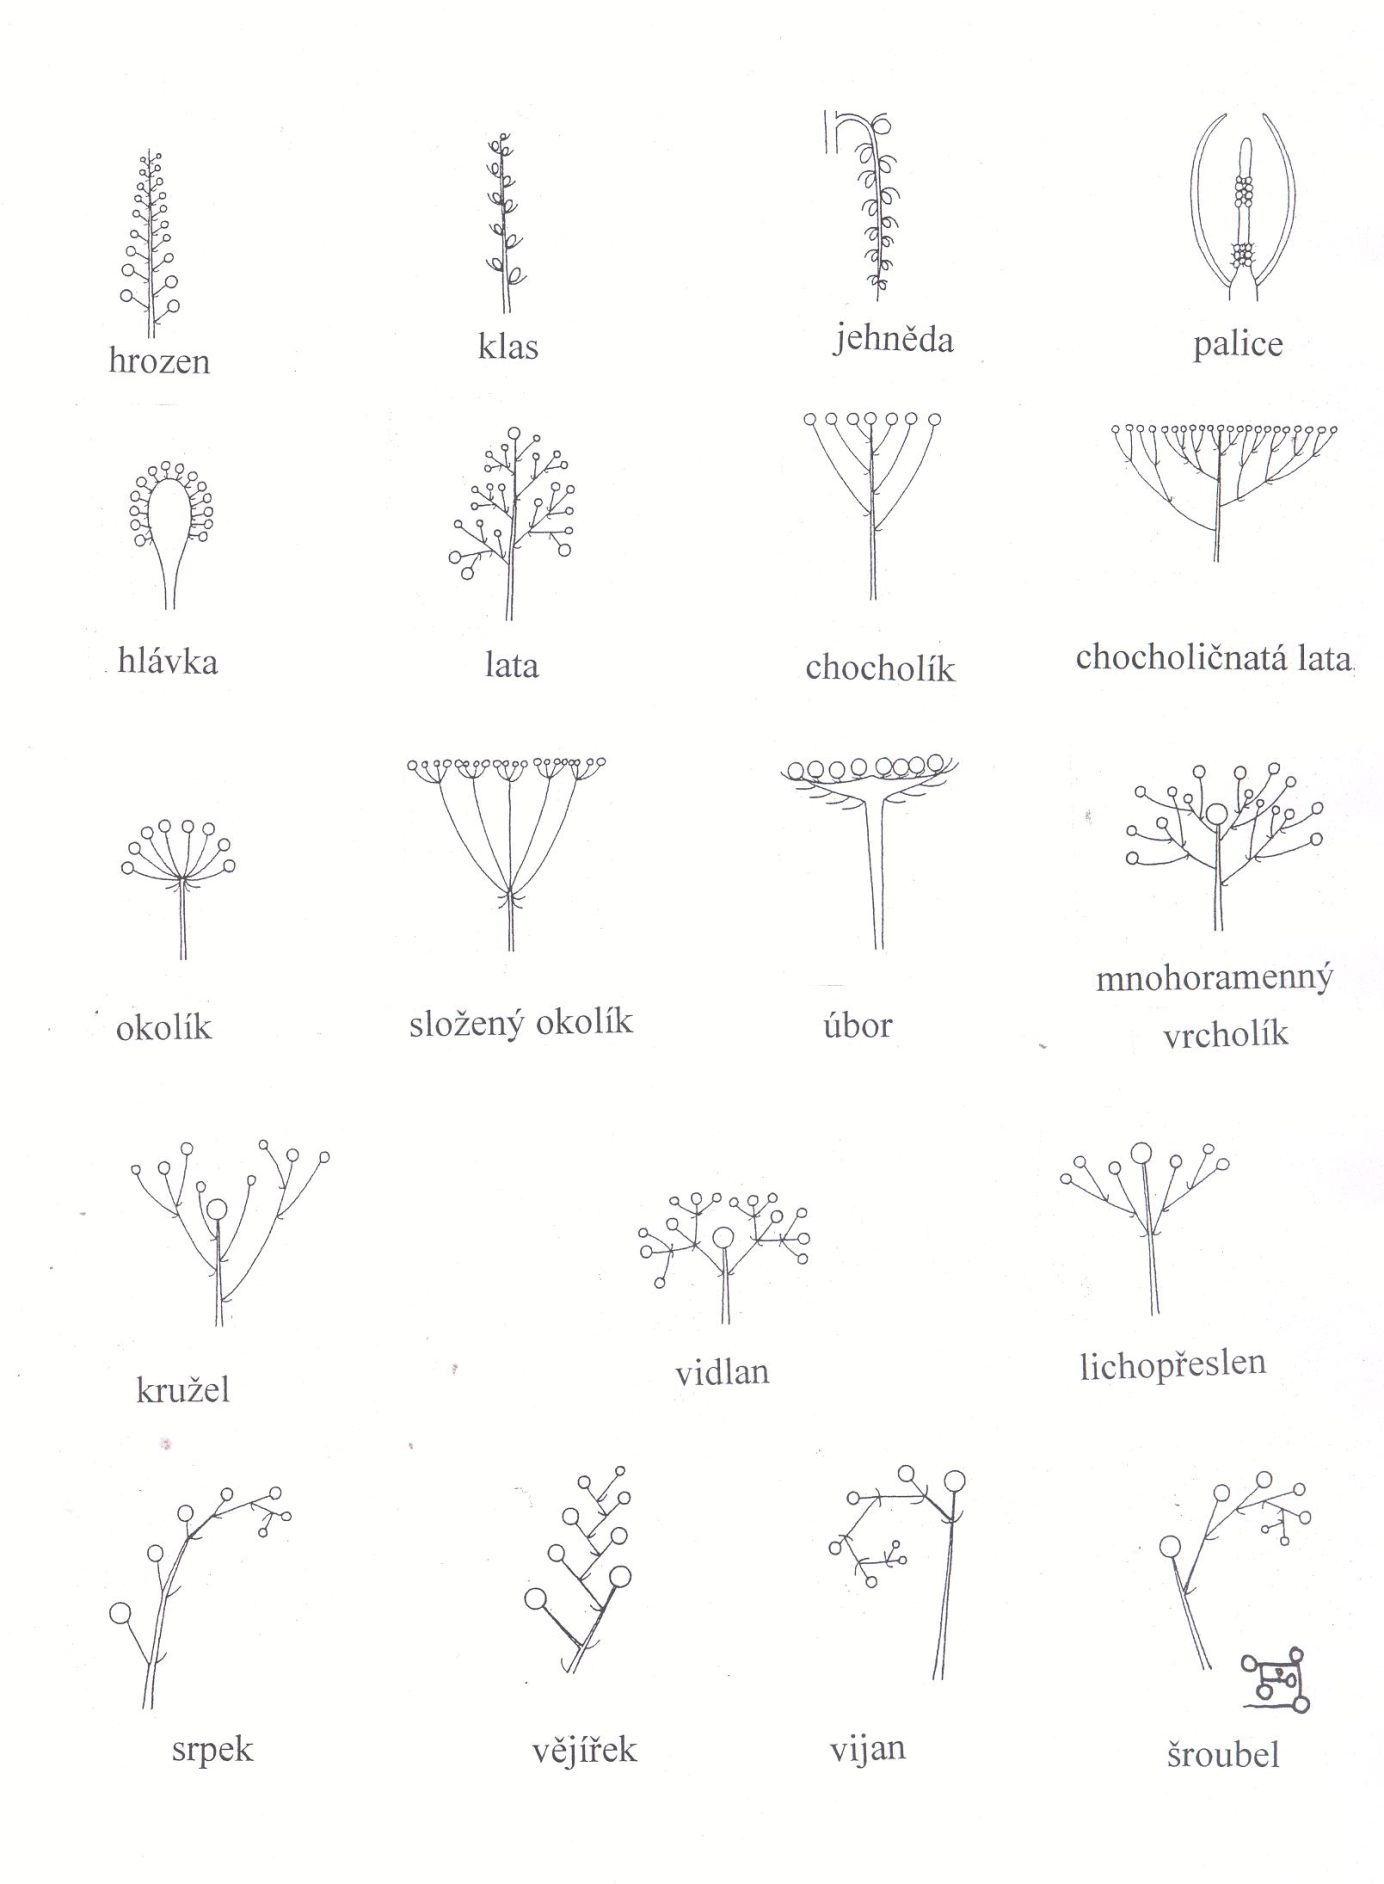 hrozen
klas
jehněda
palice
hlávka
lata
chocholík
chocholičnatá lata
okolík
složený okolík
úbor
mnohoramenný
vrcholík
kružel
vidlan
lichopřeslen
srpek
vějířek
vijan
šroubel